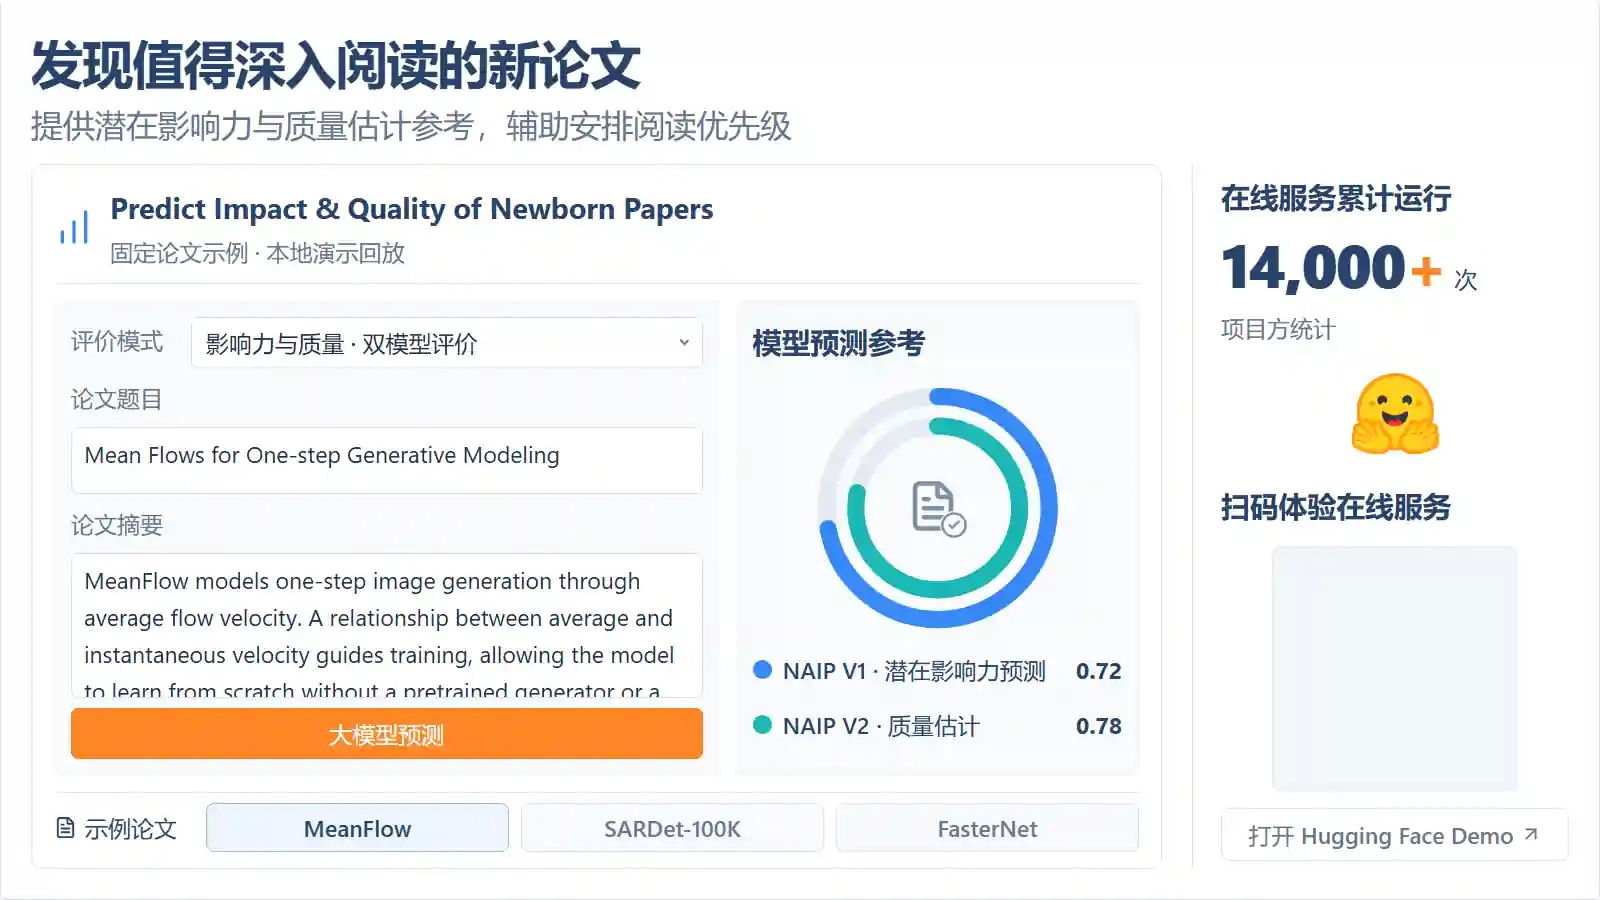 发现值得深入阅读的新论文
提供潜在影响力与质量估计参考，辅助安排阅读优先级
Predict Impact & Quality of Newborn Papers
固定论文示例 · 本地演示回放
评价模式
影响力与质量 · 双模型评价
论文题目
Mean Flows for One-step Generative Modeling
论文摘要
MeanFlow models one-step image generation through
average flow velocity. A relationship between average and
instantaneous velocity guides training, allowing the model
to learn from scratch without a pretrained generator or a
大模型预测
模型预测参考
NAIP V1 · 潜在影响力预测 0.72
NAIP V2 · 质量估计 0.78
示例论文
MeanFlow
SARDet-100K
FasterNet
在线服务累计运行
14,000+ 次
项目方统计
扫码体验在线服务
打开 Hugging Face Demo ↗